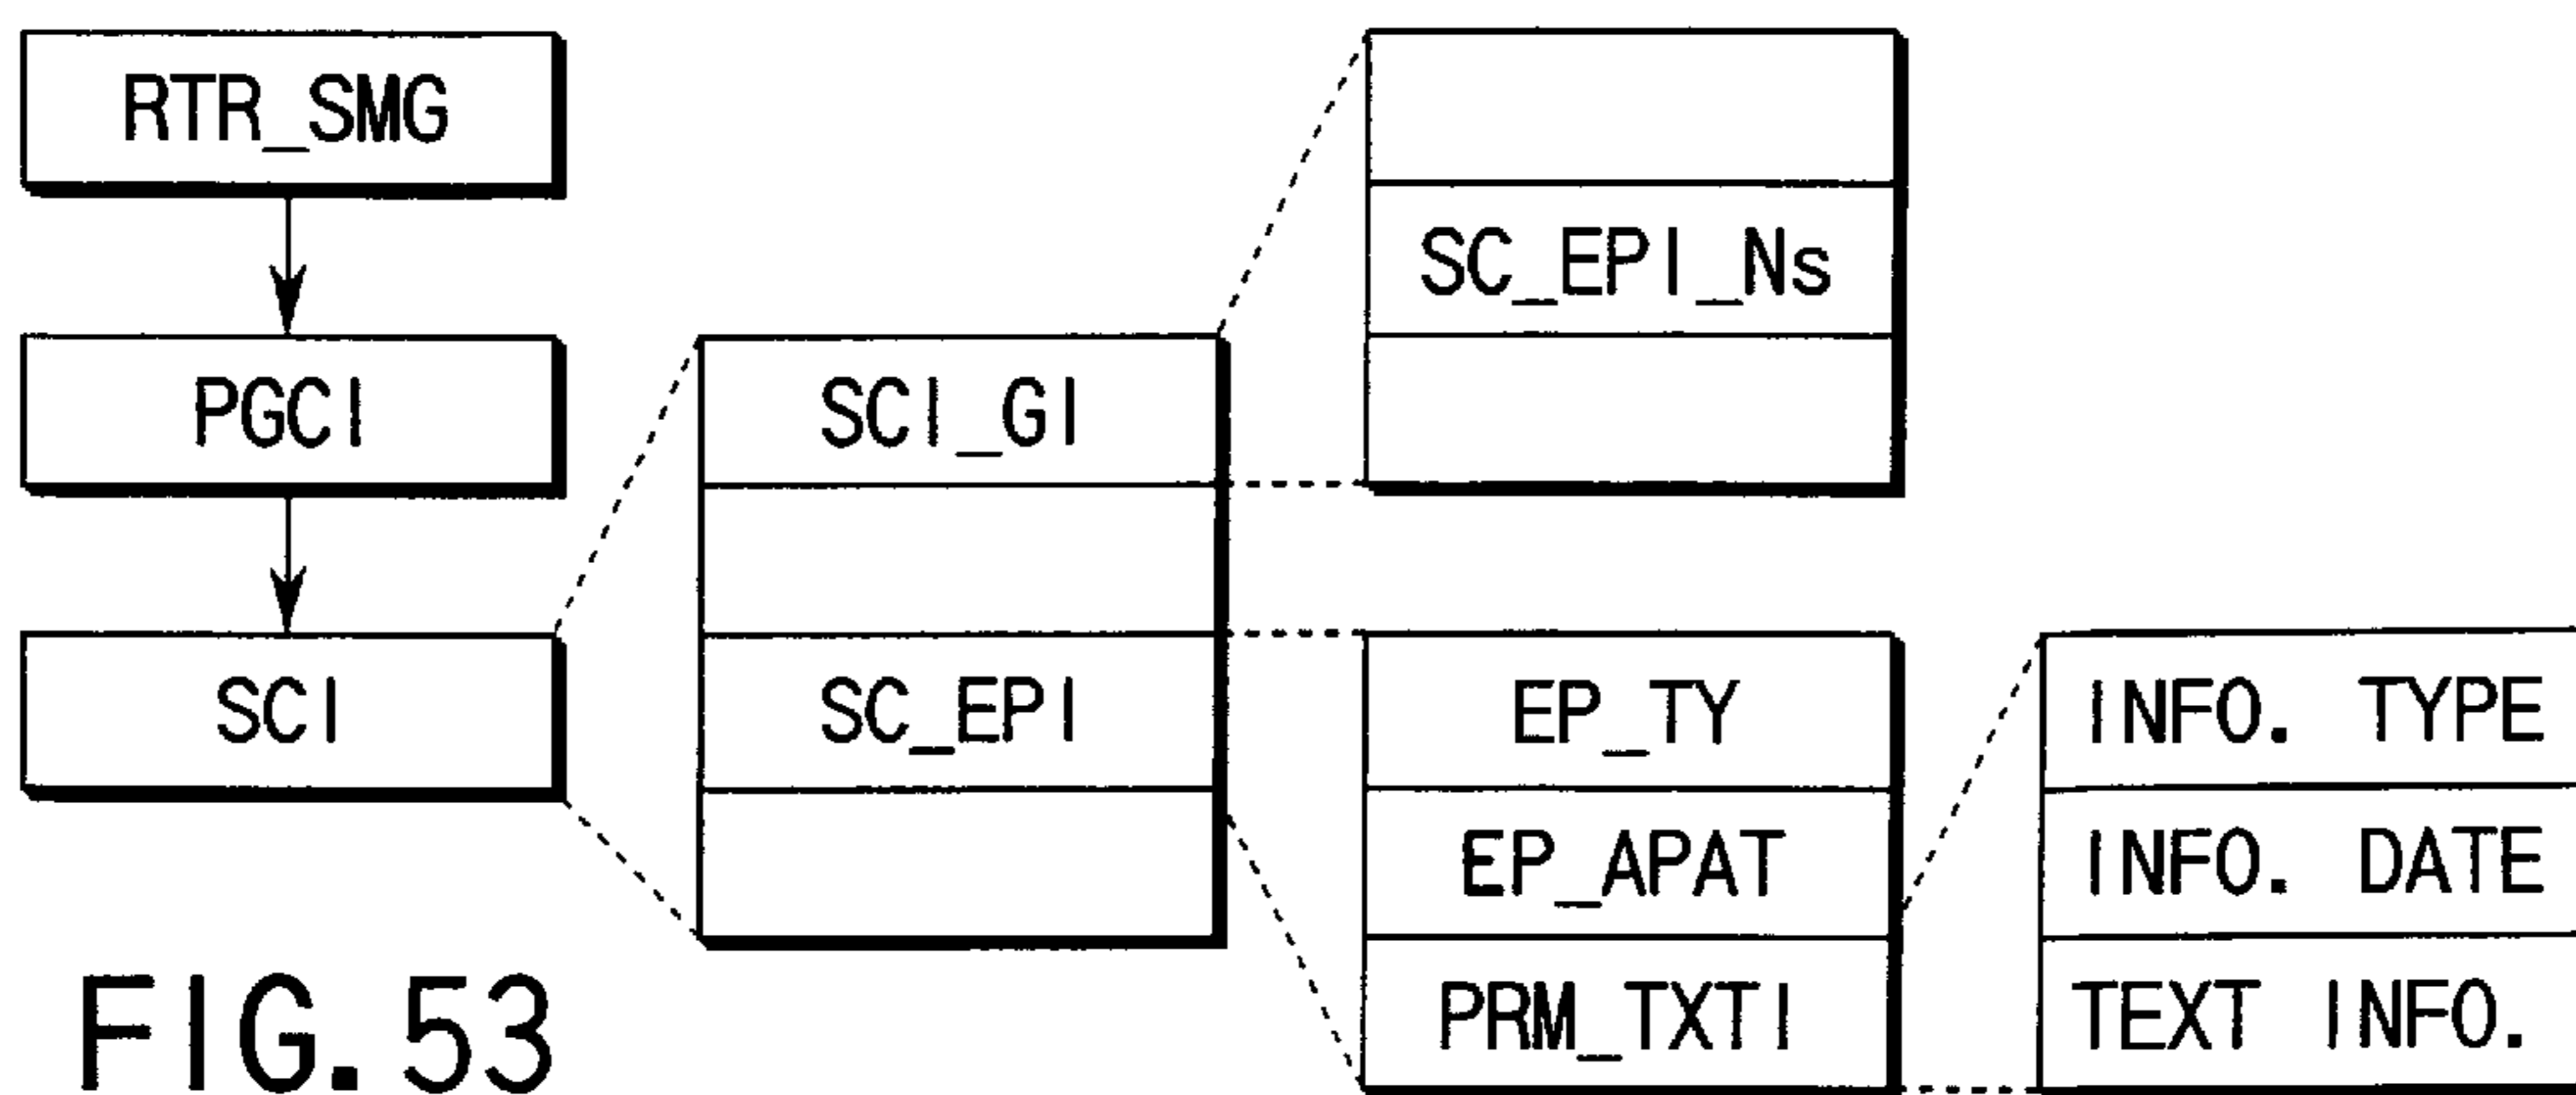 RTR_SMG
PGCI
SCI
SCI_GI
SC_EPI
SC_EPI_Ns
EP_TY
EP_APAT
PRM_TXTI
INFO. TYPE
INFO. DATE
TEXT INFO.
FIG. 53